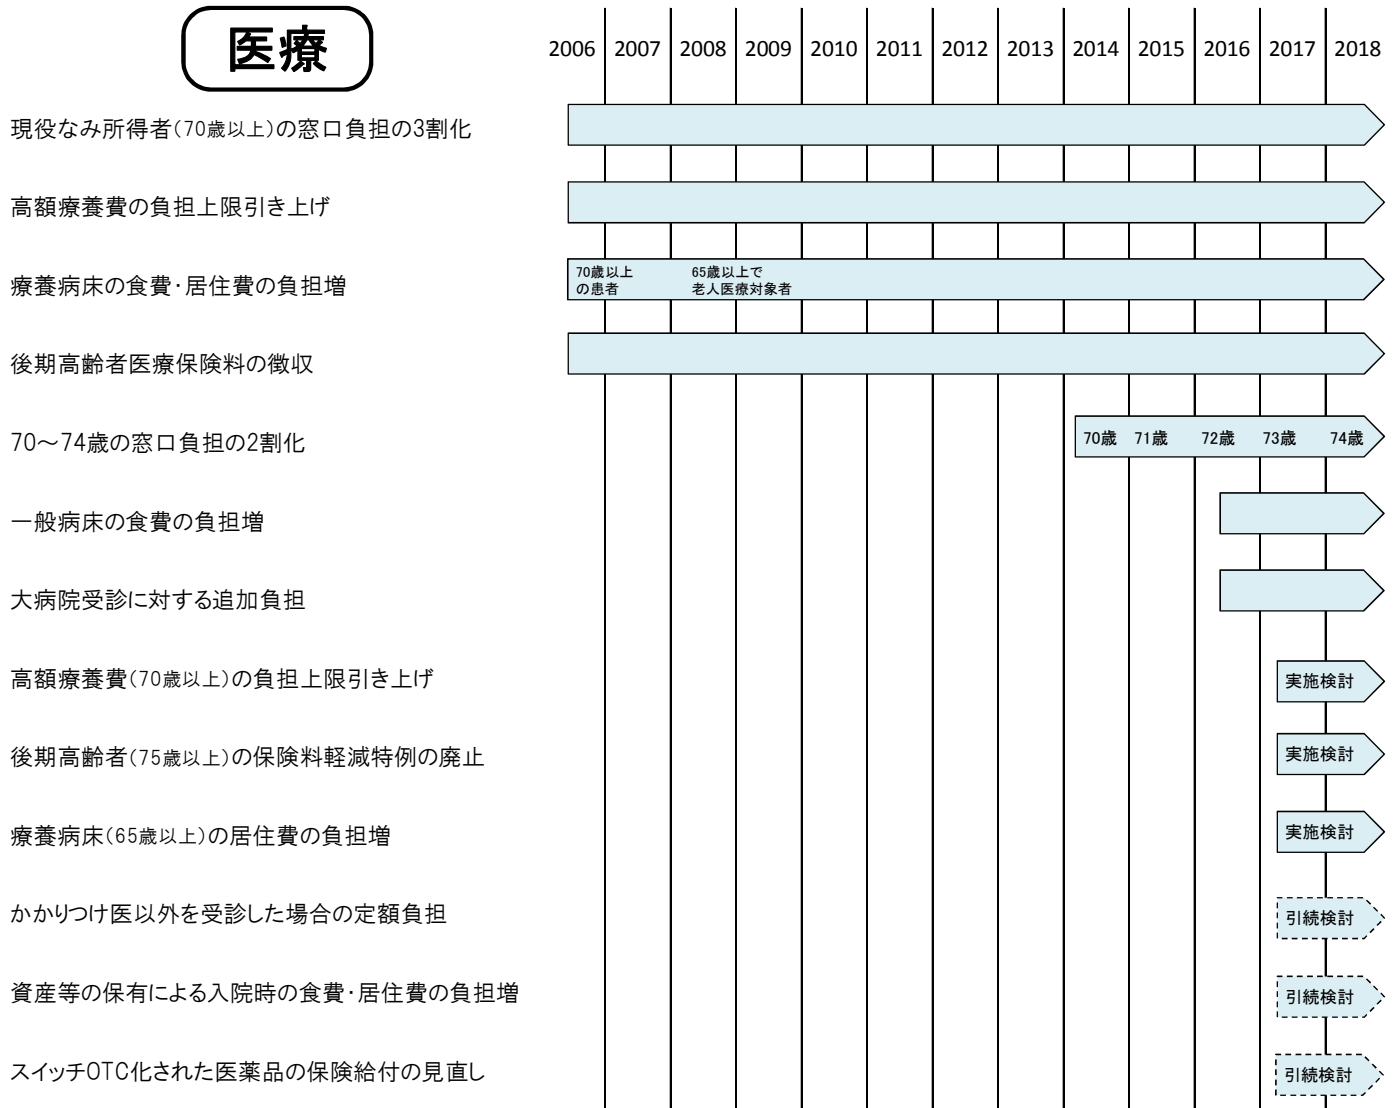 医療
2006 2007 2008 2009 2010 2011 2012 2013 2014 2015 2016 2017 2018
現役なみ所得者(70歳以上)の窓口負担の3割化
高額療養費の負担上限引き上げ
療養病床の食費・居住費の負担増
70歳以上
の患者
65歳以上で
老人医療対象者
後期高齢者医療保険料の徴収
70～74歳の窓口負担の2割化
70歳 71歳 72歳 73歳 74歳
一般病床の食費の負担増
大病院受診に対する追加負担
高額療養費(70歳以上)の負担上限引き上げ
実施検討
後期高齢者(75歳以上)の保険料軽減特例の廃止
実施検討
療養病床(65歳以上)の居住費の負担増
実施検討
かかりつけ医以外を受診した場合の定額負担
引続検討
資産等の保有による入院時の食費・居住費の負担増
引続検討
スイッチOTC化された医薬品の保険給付の見直し
引続検討